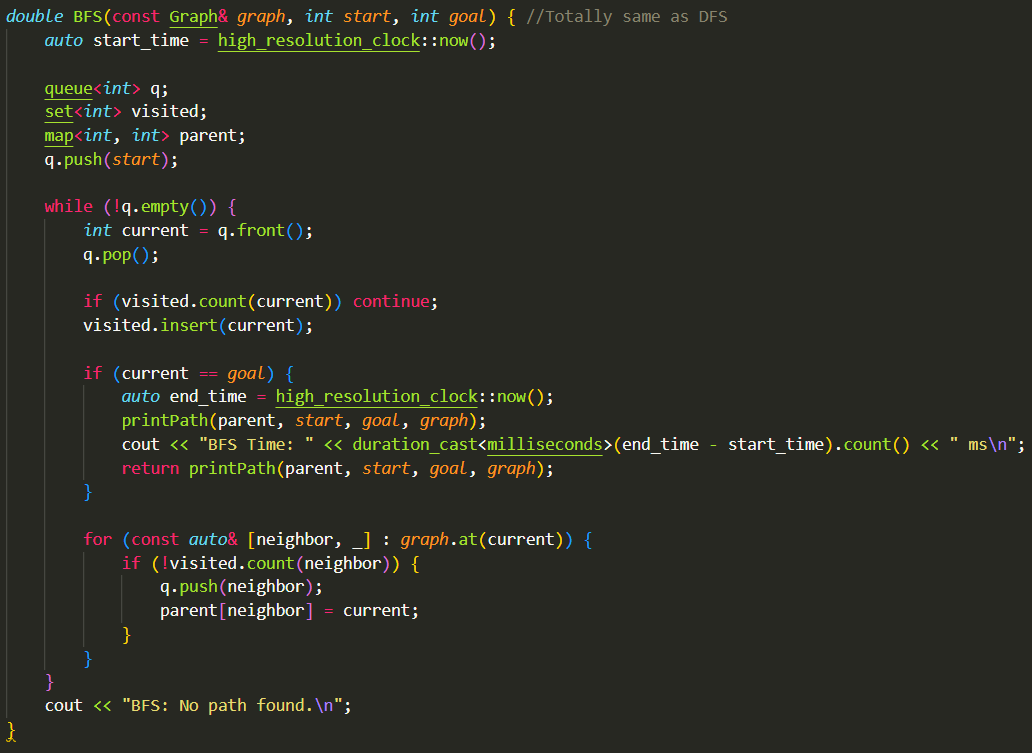 double BFS(const Graph& graph, int start, int goal) { //Totally same as DFS
    auto start_time = high_resolution_clock::now();

    queue<int> q;
    set<int> visited;
    map<int, int> parent;
    q.push(start);

    while (!q.empty()) {
        int current = q.front();
        q.pop();

        if (visited.count(current)) continue;
        visited.insert(current);

        if (current == goal) {
            auto end_time = high_resolution_clock::now();
            printPath(parent, start, goal, graph);
            cout << "BFS Time: " << duration_cast<milliseconds>(end_time - start_time).count() << " ms\n";
            return printPath(parent, start, goal, graph);
        }

        for (const auto& [neighbor, _] : graph.at(current)) {
            if (!visited.count(neighbor)) {
                q.push(neighbor);
                parent[neighbor] = current;
            }
        }
    }
    cout << "BFS: No path found.\n";
}